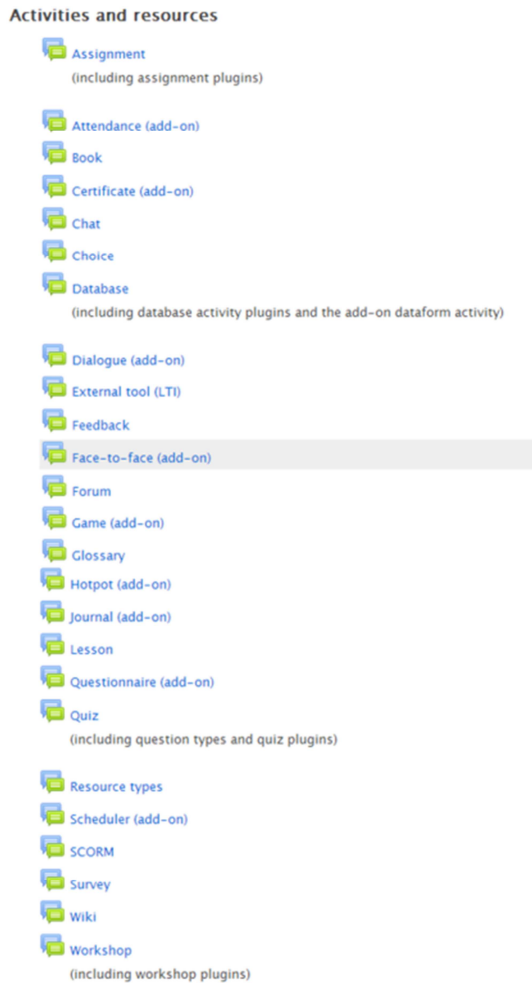 Activities and resources
Assignment
(including assignment plugins)
Attendance (add-on)
Book
Certificate (add-on)
Chat
Choice
Database
(including database activity plugins and the add-on dataform activity)
Dialogue (add-on)
External tool (LTI)
Feedback
Face-to-face (add-on)
Forum
Game (add-on)
Glossary
Hotpot (add-on)
Journal (add-on)
Lesson
Questionnaire (add-on)
Quiz
(including question types and quiz plugins)
Resource types
Scheduler (add-on)
SCORM
Survey
Wiki
Workshop
(including workshop plugins)